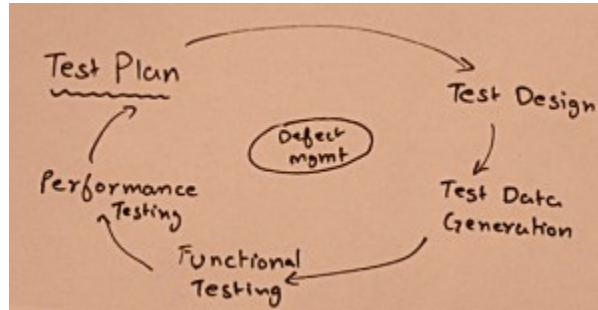 Test Plan
Test Design
Defect
mgmt
Performance
Testing
Test Data
Generation
Functional
Testing